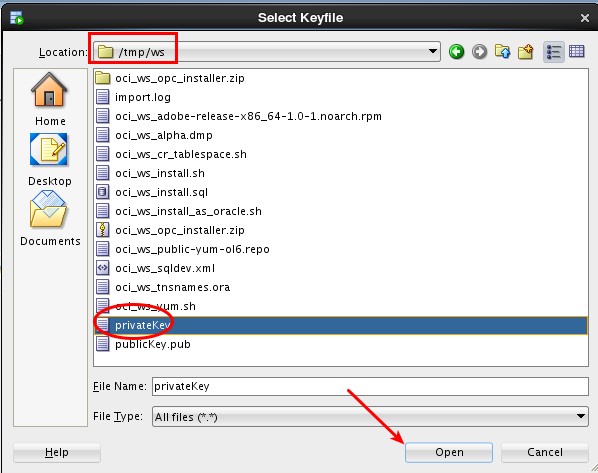 Select Keyfile
Location: /tmp/ws
Home
Desktop
Documents
oci_ws_opc_installer.zip
import.log
oci_ws_adobe-release-x86_64-1.0-1.noarch.rpm
oci_ws_alpha.dmp
oci_ws_cr_tablespace.sh
oci_ws_install.sh
oci_ws_install.sql
oci_ws_install_as_oracle.sh
oci_ws_opc_installer.zip
oci_ws_public-yum-ol6.repo
oci_ws_sqldev.xml
oci_ws_tnsnames.ora
oci_ws_yum.sh
privateKey
publicKey.pub
File Name: privateKey
File Type: All files (*.*)
Help Open Cancel